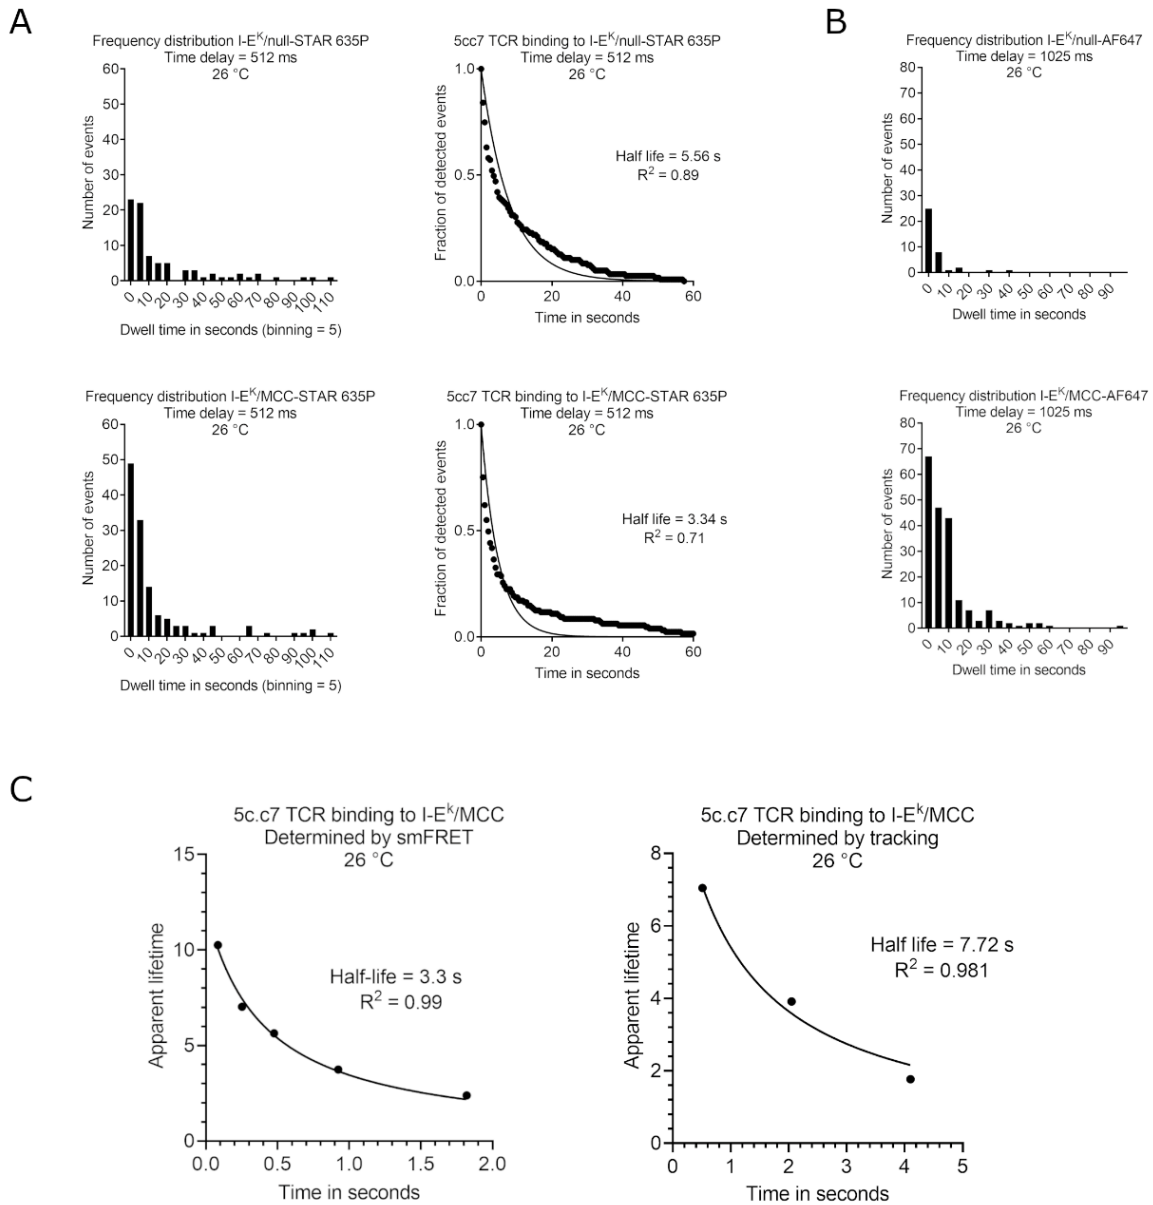 A
Frequency distribution I-E^K/null-STAR 635P
Time delay = 512 ms
26 °C
60
50
40
30
20
10
0
Number of events
0 10 20 30 40 50 60 70 80 90 100 110
Dwell time in seconds (binning = 5)
5cc7 TCR binding to I-E^K/null-STAR 635P
Time delay = 512 ms
26 °C
1.0
0.5
0.0
Fraction of detected events
Half life = 5.56 s
R² = 0.89
0 20 40 60
Time in seconds
B
Frequency distribution I-E^K/null-AF647
Time delay = 1025 ms
26 °C
80
70
60
50
40
30
20
10
0
Number of events
0 10 20 30 40 50 60 70 80 90
Dwell time in seconds
Frequency distribution I-E^K/MCC-STAR 635P
Time delay = 512 ms
26 °C
60
50
40
30
20
10
0
Number of events
0 10 20 30 40 50 60 70 80 90 100 110
Dwell time in seconds (binning = 5)
5cc7 TCR binding to I-E^K/MCC-STAR 635P
Time delay = 512 ms
26 °C
1.0
0.5
0.0
Fraction of detected events
Half life = 3.34 s
R² = 0.71
0 20 40 60
Time in seconds
Frequency distribution I-E^K/MCC-AF647
Time delay = 1025 ms
26 °C
80
70
60
50
40
30
20
10
0
Number of events
0 10 20 30 40 50 60 70 80 90
Dwell time in seconds
C
5c.c7 TCR binding to I-E^k/MCC
Determined by smFRET
26 °C
15
10
5
0
Apparent lifetime
Half-life = 3.3 s
R² = 0.99
0.0 0.5 1.0 1.5 2.0
Time in seconds
5c.c7 TCR binding to I-E^k/MCC
Determined by tracking
26 °C
8
6
4
2
0
Apparent lifetime
Half life = 7.72 s
R² = 0.981
0 1 2 3 4 5
Time in seconds